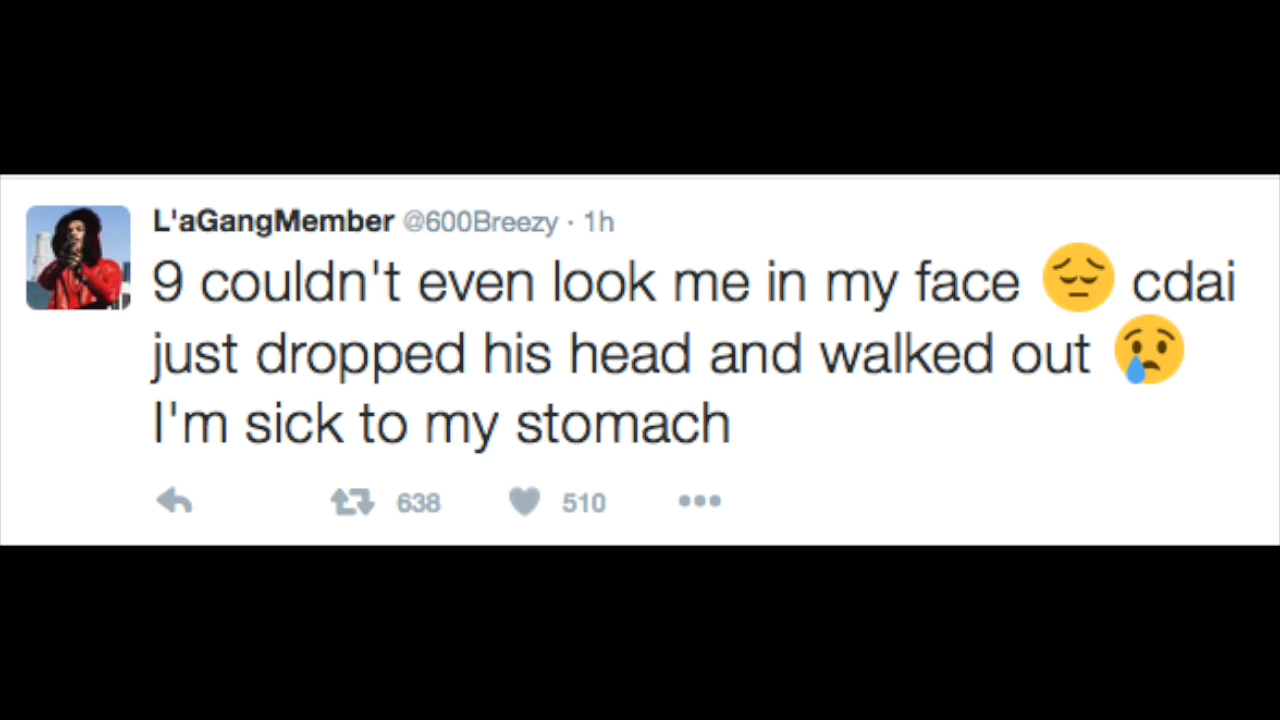 L'aGangMember @600Breezy · 1h
9 couldn't even look me in my face 😔 cdai
just dropped his head and walked out 😢
I'm sick to my stomach
638 510